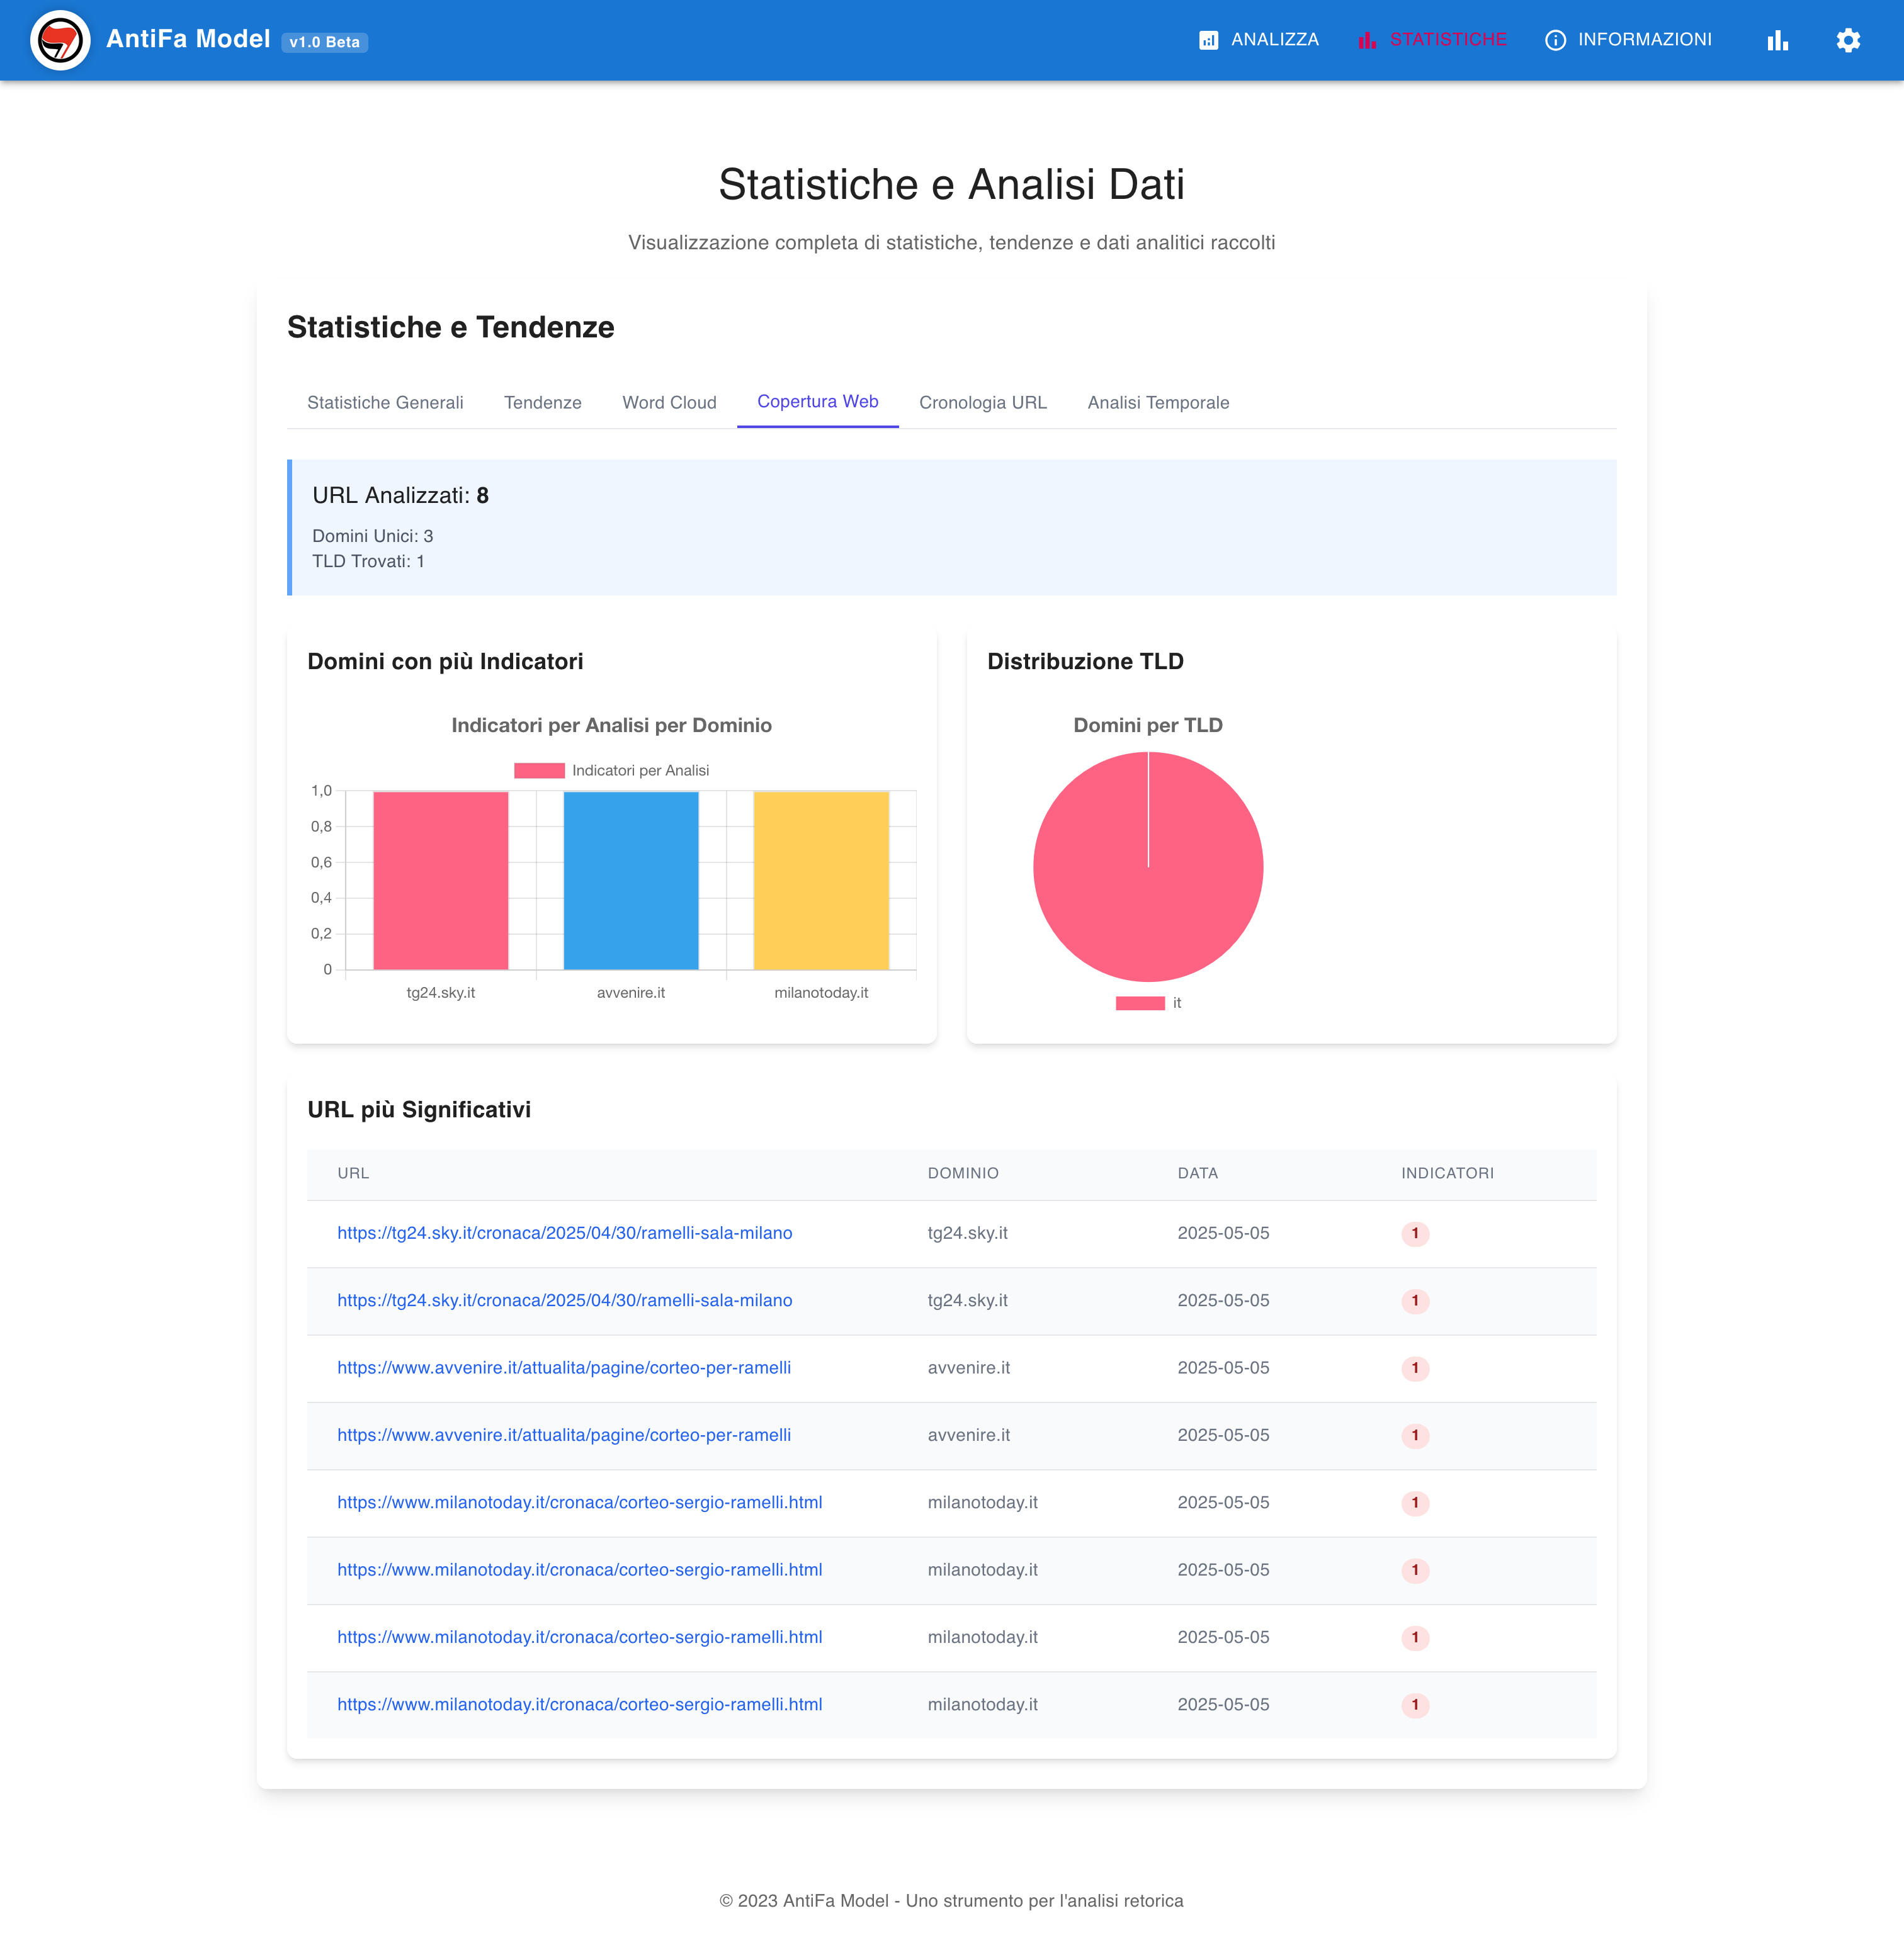 AntiFa Model v1.0 Beta
ANALIZZA STATISTICHE INFORMAZIONI
Statistiche e Analisi Dati
Visualizzazione completa di statistiche, tendenze e dati analitici raccolti
Statistiche e Tendenze
Statistiche Generali Tendenze Word Cloud Copertura Web Cronologia URL Analisi Temporale
URL Analizzati: 8
Domini Unici: 3
TLD Trovati: 1
Domini con più Indicatori
Indicatori per Analisi per Dominio
Indicatori per Analisi
1,0
0,8
0,6
0,4
0,2
0
tg24.sky.it avvenire.it milanotoday.it
Distribuzione TLD
Domini per TLD
it
URL più Significativi
URL DOMINIO DATA INDICATORI
https://tg24.sky.it/cronaca/2025/04/30/ramelli-sala-milano tg24.sky.it 2025-05-05 1
https://tg24.sky.it/cronaca/2025/04/30/ramelli-sala-milano tg24.sky.it 2025-05-05 1
https://www.avvenire.it/attualita/pagine/corteo-per-ramelli avvenire.it 2025-05-05 1
https://www.avvenire.it/attualita/pagine/corteo-per-ramelli avvenire.it 2025-05-05 1
https://www.milanotoday.it/cronaca/corteo-sergio-ramelli.html milanotoday.it 2025-05-05 1
https://www.milanotoday.it/cronaca/corteo-sergio-ramelli.html milanotoday.it 2025-05-05 1
https://www.milanotoday.it/cronaca/corteo-sergio-ramelli.html milanotoday.it 2025-05-05 1
https://www.milanotoday.it/cronaca/corteo-sergio-ramelli.html milanotoday.it 2025-05-05 1
© 2023 AntiFa Model - Uno strumento per l'analisi retorica